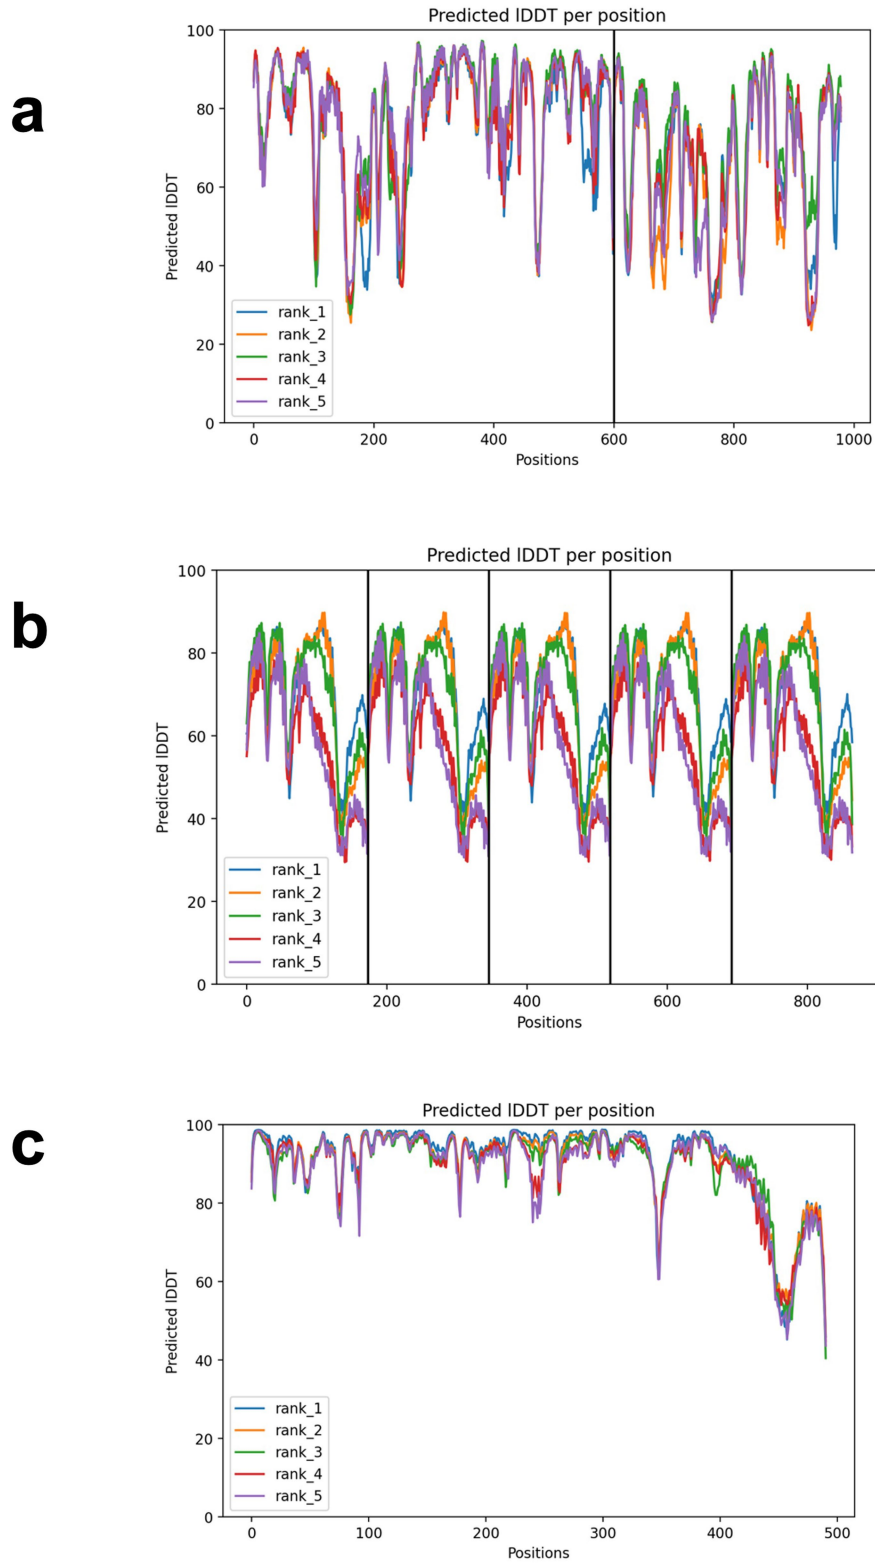 a
Predicted lDDT per position
100
80
60
40
20
0
Predicted lDDT
rank_1
rank_2
rank_3
rank_4
rank_5
0 200 400 600 800 1000
Positions
b
Predicted lDDT per position
100
80
60
40
20
0
Predicted lDDT
rank_1
rank_2
rank_3
rank_4
rank_5
0 200 400 600 800
Positions
c
Predicted lDDT per position
100
80
60
40
20
0
Predicted lDDT
rank_1
rank_2
rank_3
rank_4
rank_5
0 100 200 300 400 500
Positions